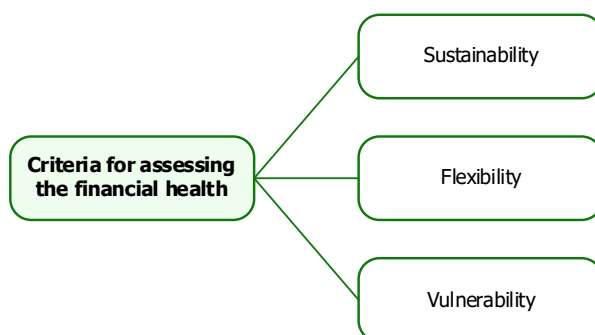 Sustainability
Criteria for assessing
the financial health
Flexibility
Vulnerability